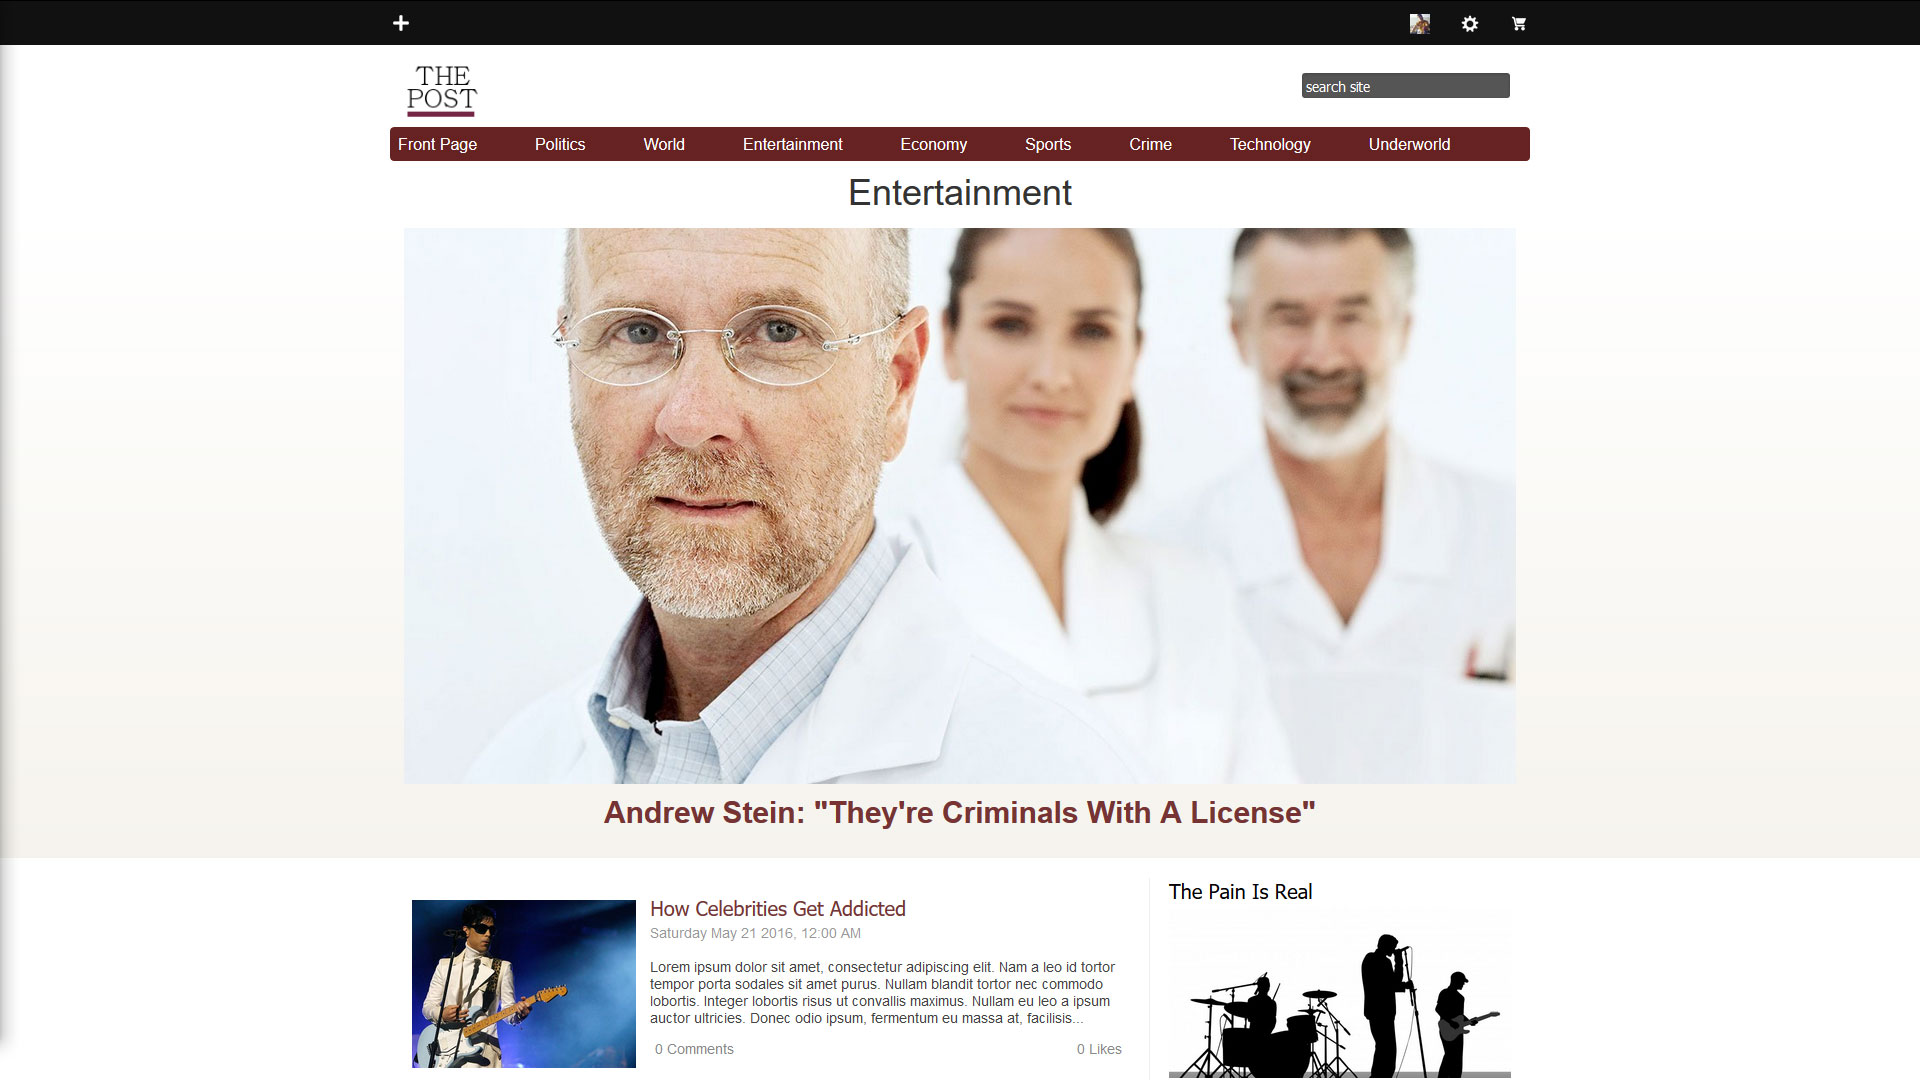 THE
POST
search site
Front Page Politics World Entertainment Economy Sports Crime Technology Underworld
Entertainment
Andrew Stein: "They're Criminals With A License"
How Celebrities Get Addicted
Saturday May 21 2016, 12:00 AM
Lorem ipsum dolor sit amet, consectetur adipiscing elit. Nam a leo id tortor
tempor porta sodales sit amet purus. Nullam blandit tortor nec commodo
lobortis. Integer lobortis risus ut convallis maximus. Nullam eu leo a ipsum
auctor ultricies. Donec odio ipsum, fermentum eu massa at, facilisis...
0 Comments 0 Likes
The Pain Is Real